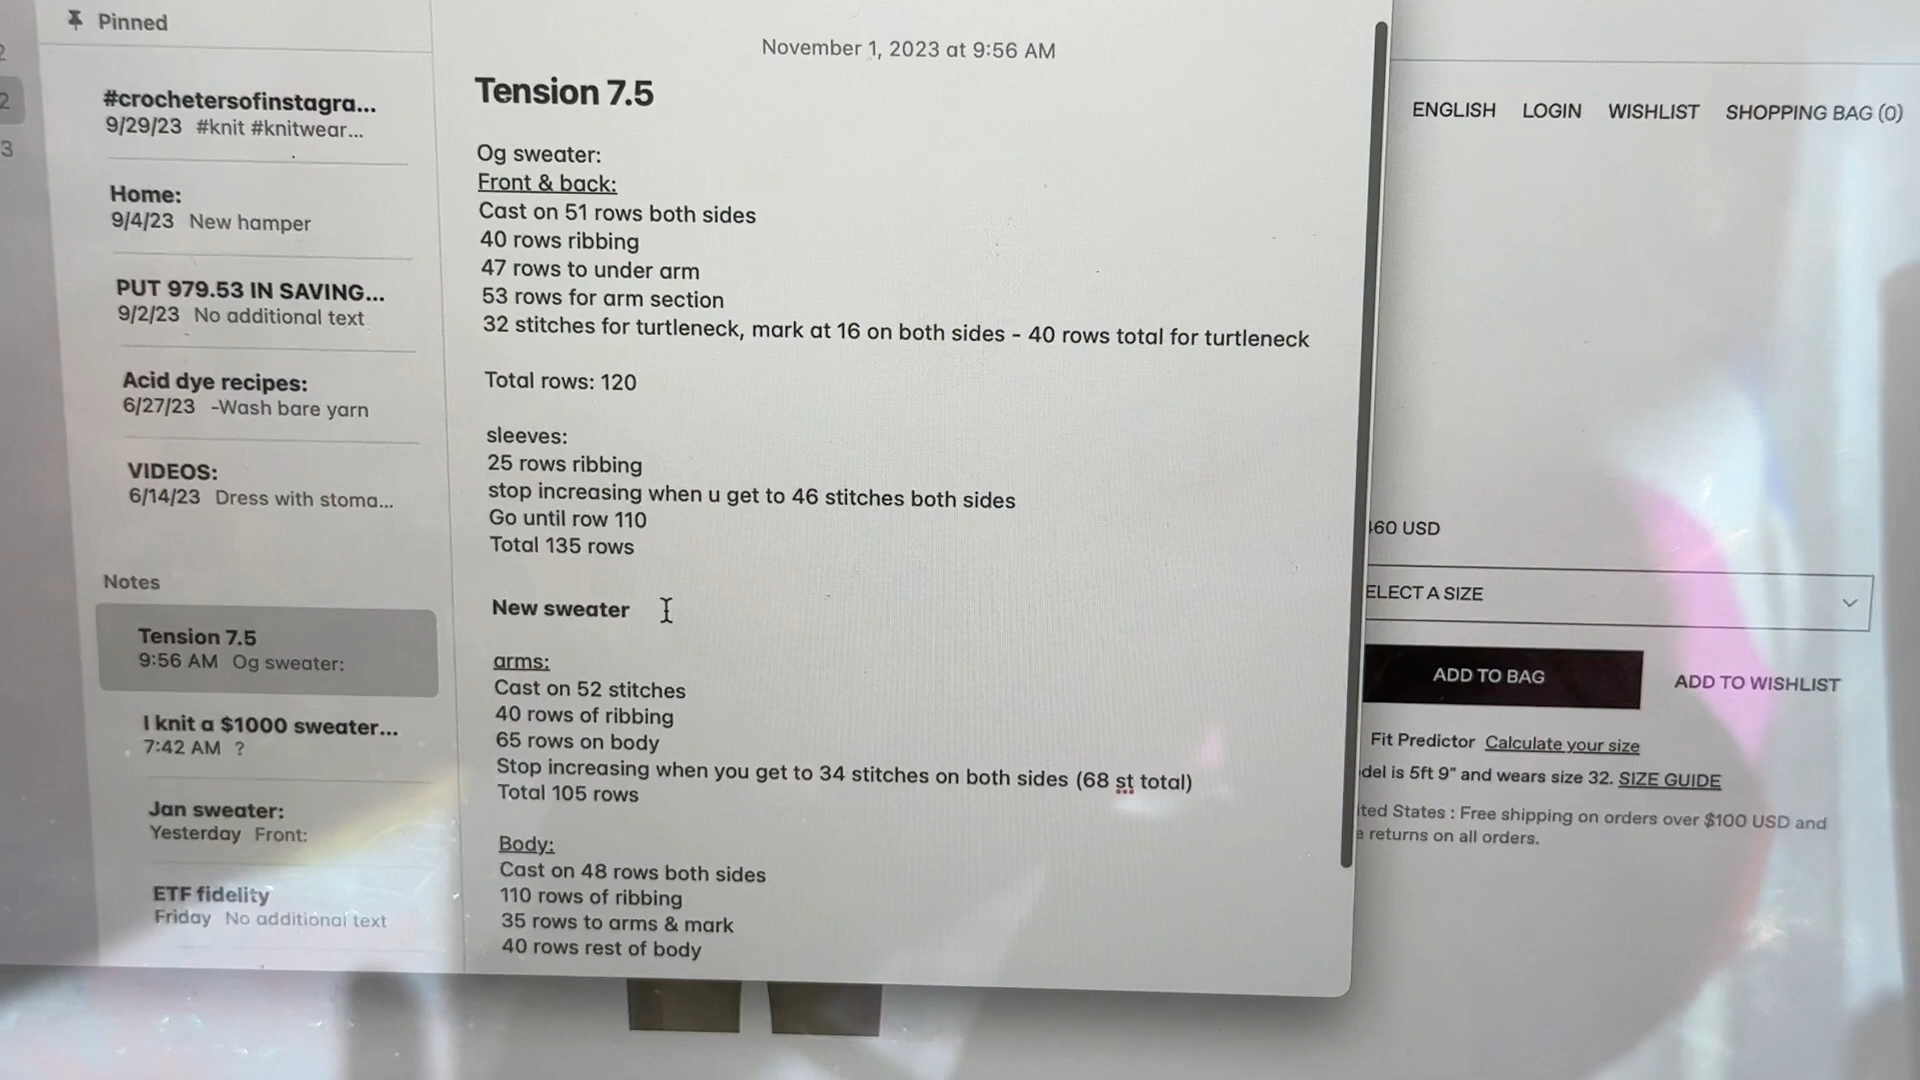 Pinned
#crochetersofinstagra...
9/29/23 #knit #knitwear...
Home:
9/4/23 New hamper
PUT 979.53 IN SAVING...
9/2/23 No additional text
Acid dye recipes:
6/27/23 -Wash bare yarn
VIDEOS:
6/14/23 Dress with stoma...
Notes
Tension 7.5
9:56 AM Og sweater:
I knit a $1000 sweater...
7:42 AM ?
Jan sweater:
Yesterday Front:
ETF fidelity
Friday No additional text
2
2
3
November 1, 2023 at 9:56 AM
Tension 7.5
Og sweater:
Front & back:
Cast on 51 rows both sides
40 rows ribbing
47 rows to under arm
53 rows for arm section
32 stitches for turtleneck, mark at 16 on both sides - 40 rows total for turtleneck
Total rows: 120
sleeves:
25 rows ribbing
stop increasing when u get to 46 stitches both sides
Go until row 110
Total 135 rows
New sweater
arms:
Cast on 52 stitches
40 rows of ribbing
65 rows on body
Stop increasing when you get to 34 stitches on both sides (68 st total)
Total 105 rows
Body:
Cast on 48 rows both sides
110 rows of ribbing
35 rows to arms & mark
40 rows rest of body
ENGLISH LOGIN WISHLIST SHOPPING BAG (0)
60 USD
ELECT A SIZE
ADD TO BAG
ADD TO WISHLIST
Fit Predictor Calculate your size
del is 5ft 9" and wears size 32. SIZE GUIDE
ted States : Free shipping on orders over $100 USD and
e returns on all orders.